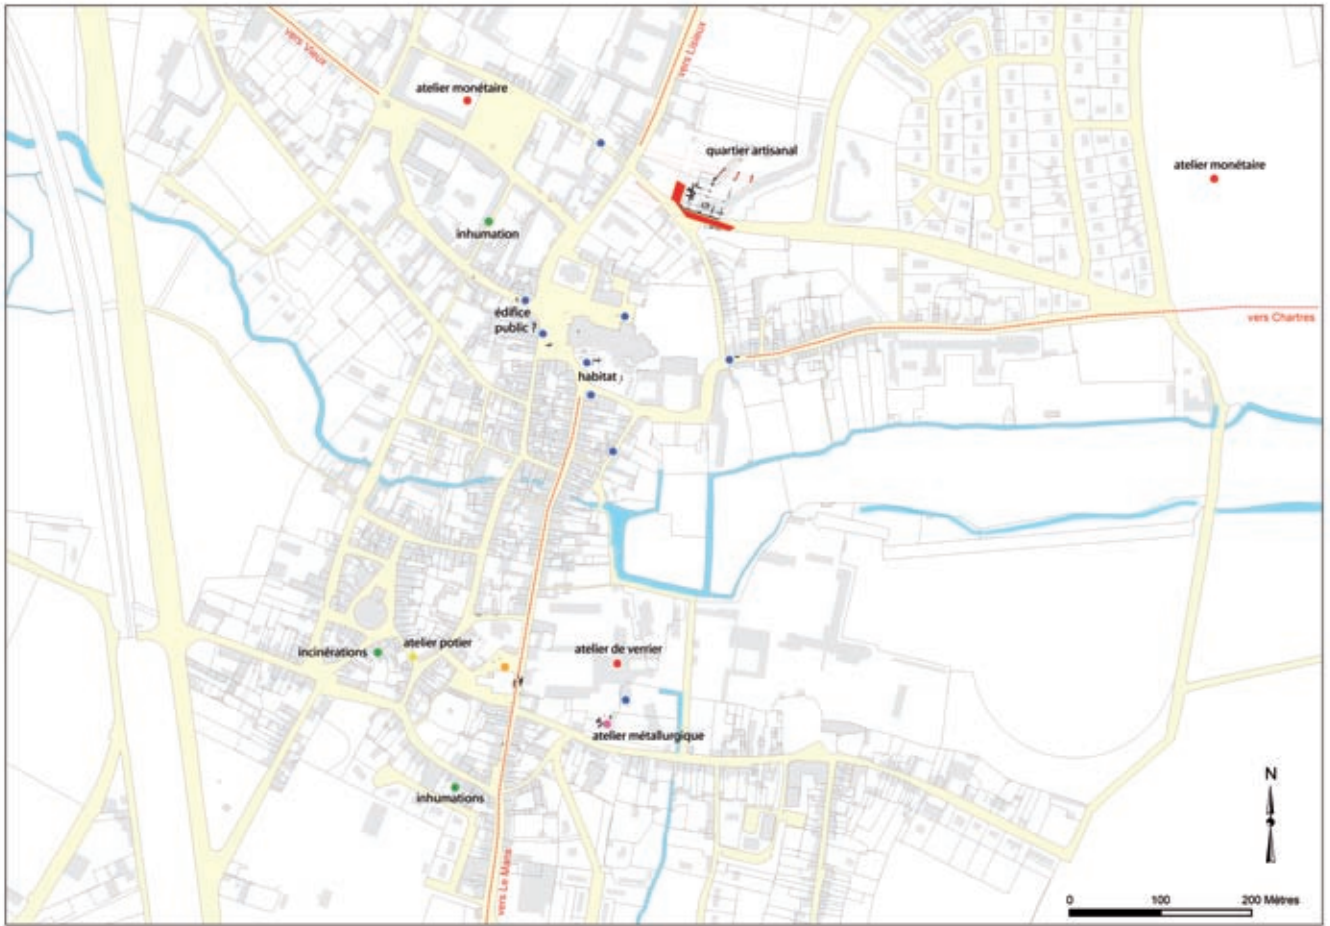 vers Vieux
vers Lisieux
atelier monétaire
quartier artisanal
atelier monétaire
inhumation
édifice
public ?
vers Chartres
habitat
incinérations
atelier potier
atelier de verrier
atelier métallurgique
inhumations
vers Le Mans
N
0 100 200 Mètres